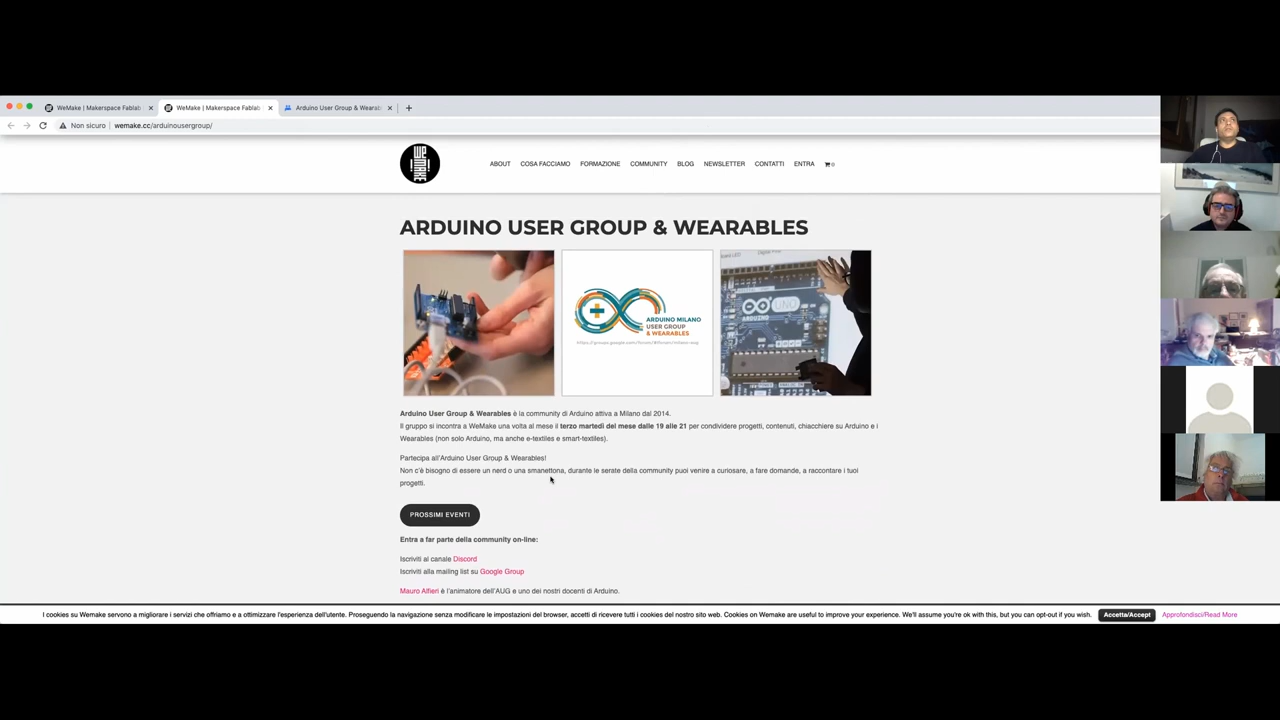 WeMake | Makerspace Fablab
WeMake | Makerspace Fablab
Arduino User Group & Wearabl
Non sicuro
wemake.cc/arduinousergroup/
we
MAKE
ABOUT
COSA FACCIAMO
FORMAZIONE
COMMUNITY
BLOG
NEWSLETTER
CONTATTI
ENTRA
0
ARDUINO USER GROUP & WEARABLES
ARDUINO MILANO
USER GROUP
& WEARABLES
ARDUINO
UNO
Arduino User Group & Wearables è la community di Arduino attiva a Milano dal 2014.
Il gruppo si incontra a WeMake una volta al mese il terzo martedì del mese dalle 19 alle 21 per condividere progetti, contenuti, chiacchiere su Arduino e i
Wearables (non solo Arduino, ma anche e-textiles e smart-textiles).
Partecipa all'Arduino User Group & Wearables!
Non c'è bisogno di essere un nerd o una smanettona, durante le serate della community puoi venire a curiosare, a fare domande, a raccontare i tuoi
progetti.
PROSSIMI EVENTI
Entra a far parte della community on-line:
Iscriviti al canale Discord
Iscriviti alla mailing list su Google Group
Mauro Alfieri è l'animatore dell'AUG e uno dei nostri docenti di Arduino.
I cookies su Wemake servono a migliorare i servizi che offriamo e a ottimizzare l'esperienza dell'utente. Proseguendo la navigazione senza modificare le impostazioni del browser, accetti di ricevere tutti i cookies del nostro sito web. Cookies on Wemake are useful to improve your experience. We'll assume you're ok with this, but you can opt-out if you wish.
Accetta/Accept
Approfondisci/Read More